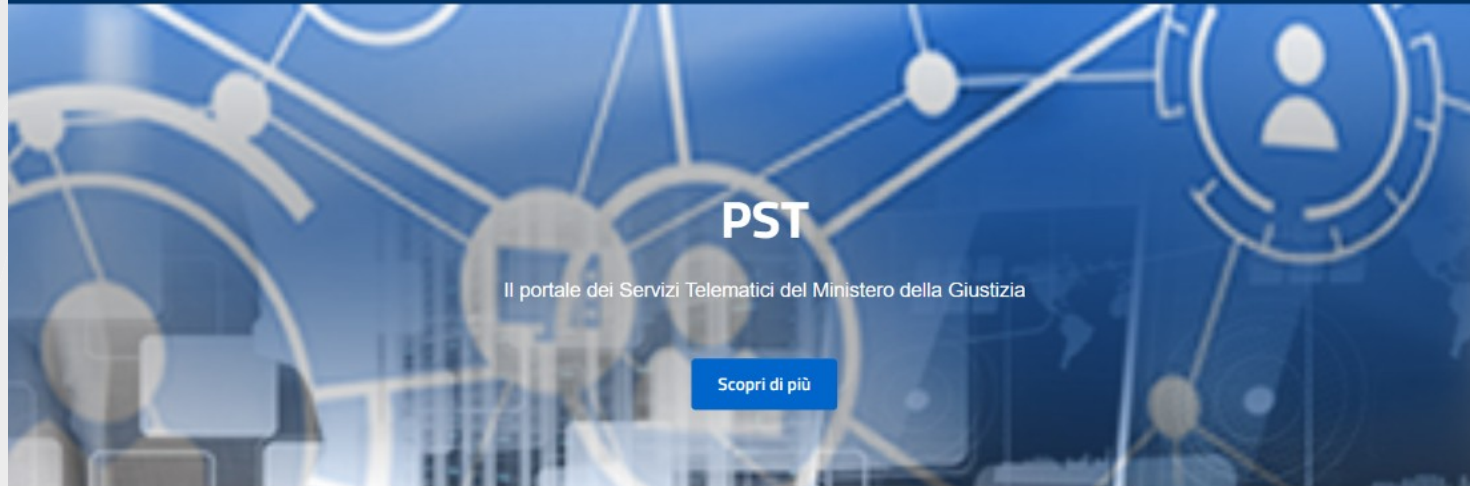 PST
Il portale dei Servizi Telematici del Ministero della Giustizia
Scopri di più